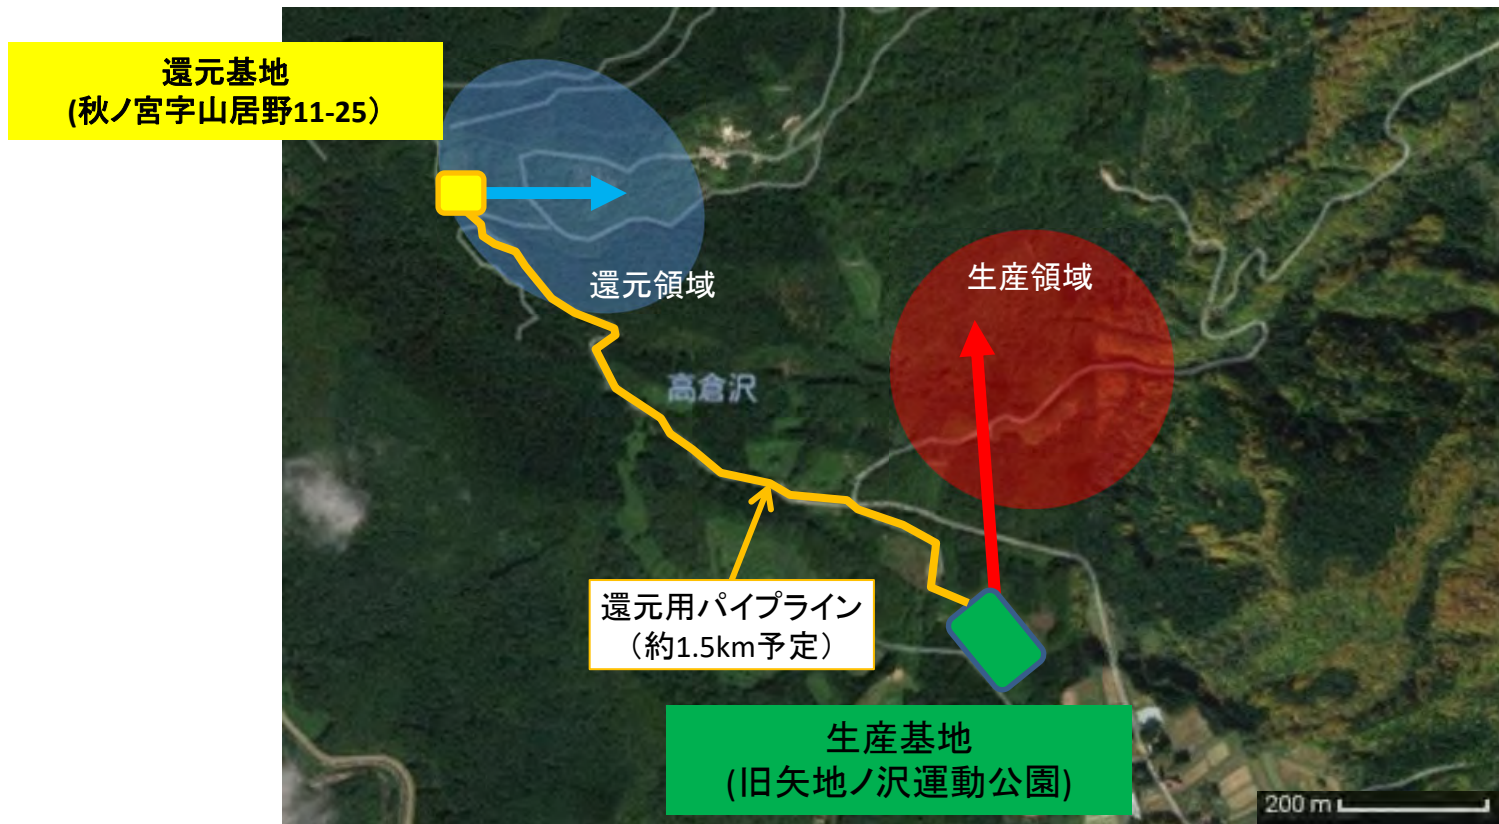 還元基地
(秋ノ宮字山居野11-25）
還元領域
生産領域
高倉沢
還元用パイプライン
（約1.5km予定）
生産基地
(旧矢地ノ沢運動公園)
200 m